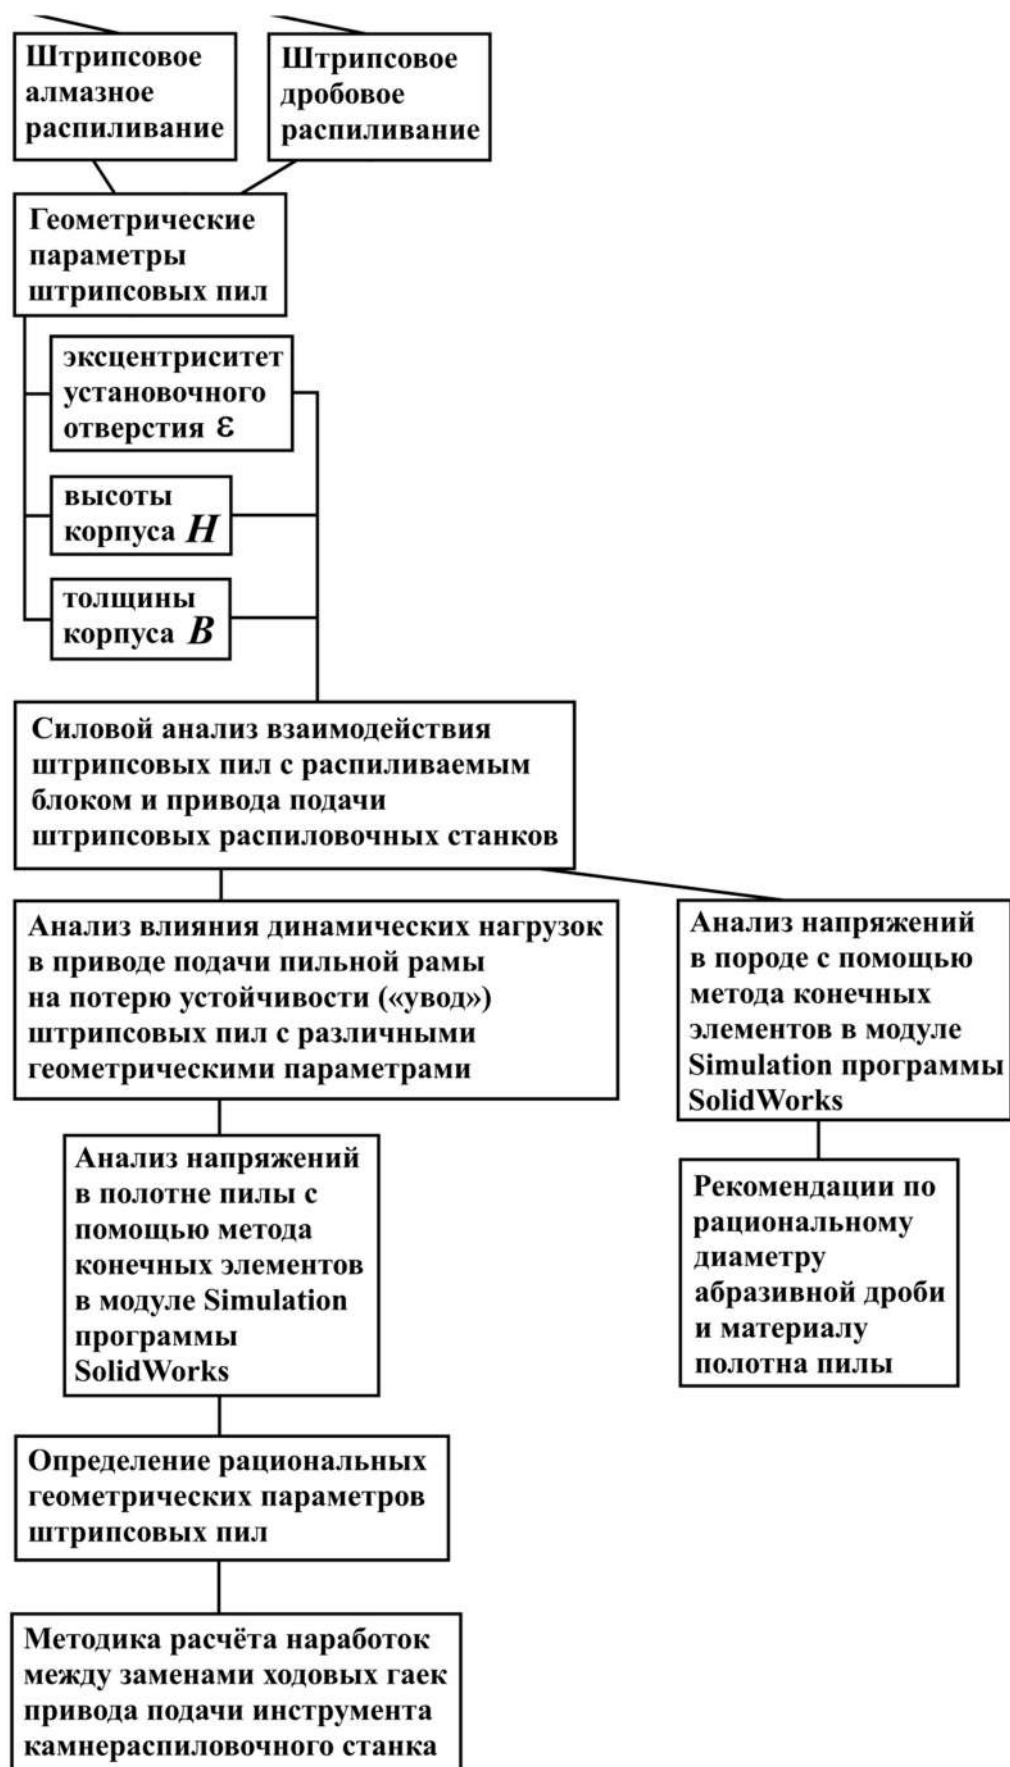 Штрипсовое
алмазное
распиливание
Штрипсовое
дробовое
распиливание
Геометрические
параметры
штрипсовых пил
эксцентриситет
установочного
отверстия ε
высоты
корпуса H
толщины
корпуса B
Силовой анализ взаимодействия
штрипсовых пил с распиливаемым
блоком и привода подачи
штрипсовых распиловочных станков
Анализ влияния динамических нагрузок
в приводе подачи пильной рамы
на потерю устойчивости («увод»)
штрипсовых пил с различными
геометрическими параметрами
Анализ напряжений
в породе с помощью
метода конечных
элементов в модуле
Simulation программы
SolidWorks
Анализ напряжений
в полотне пилы с
помощью метода
конечных элементов
в модуле Simulation
программы
SolidWorks
Рекомендации по
рациональному
диаметру
абразивной дроби
и материалу
полотна пилы
Определение рациональных
геометрических параметров
штрипсовых пил
Методика расчёта наработок
между заменами ходовых гаек
привода подачи инструмента
камнераспиловочного станка